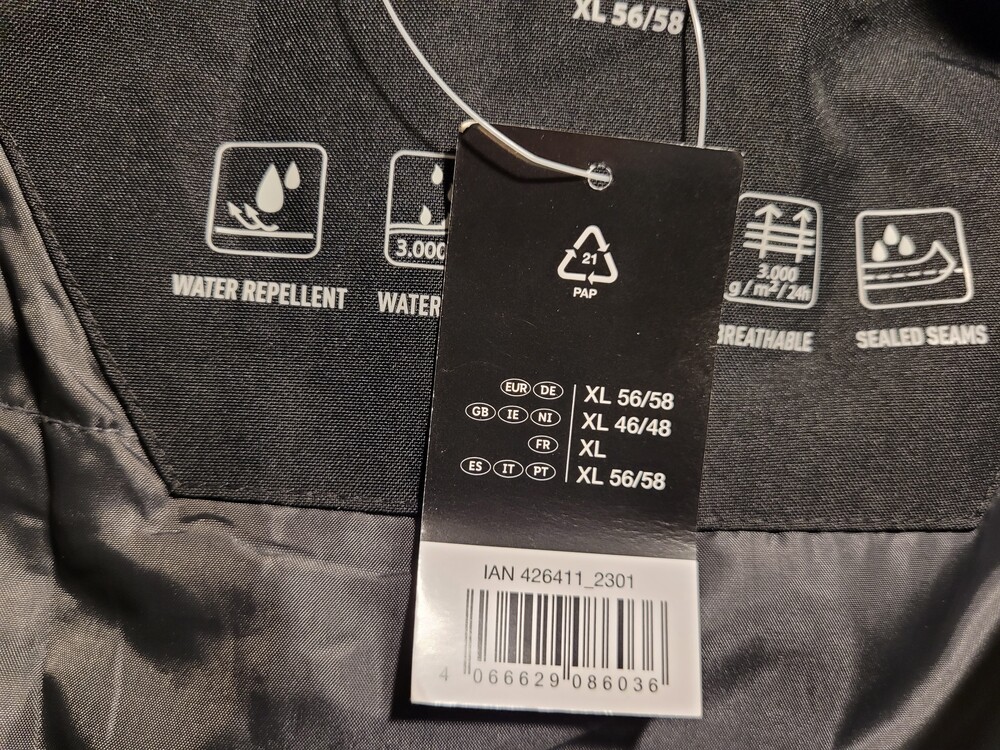 XL 56/58
WATER REPELLENT
3.000
WATER
3.000
g / m² / 24h
BREATHABLE
SEALED SEAMS
21
PAP
EUR DE XL 56/58
GB IE NI XL 46/48
FR XL
ES IT PT XL 56/58
IAN 426411_2301
4 066629 086036